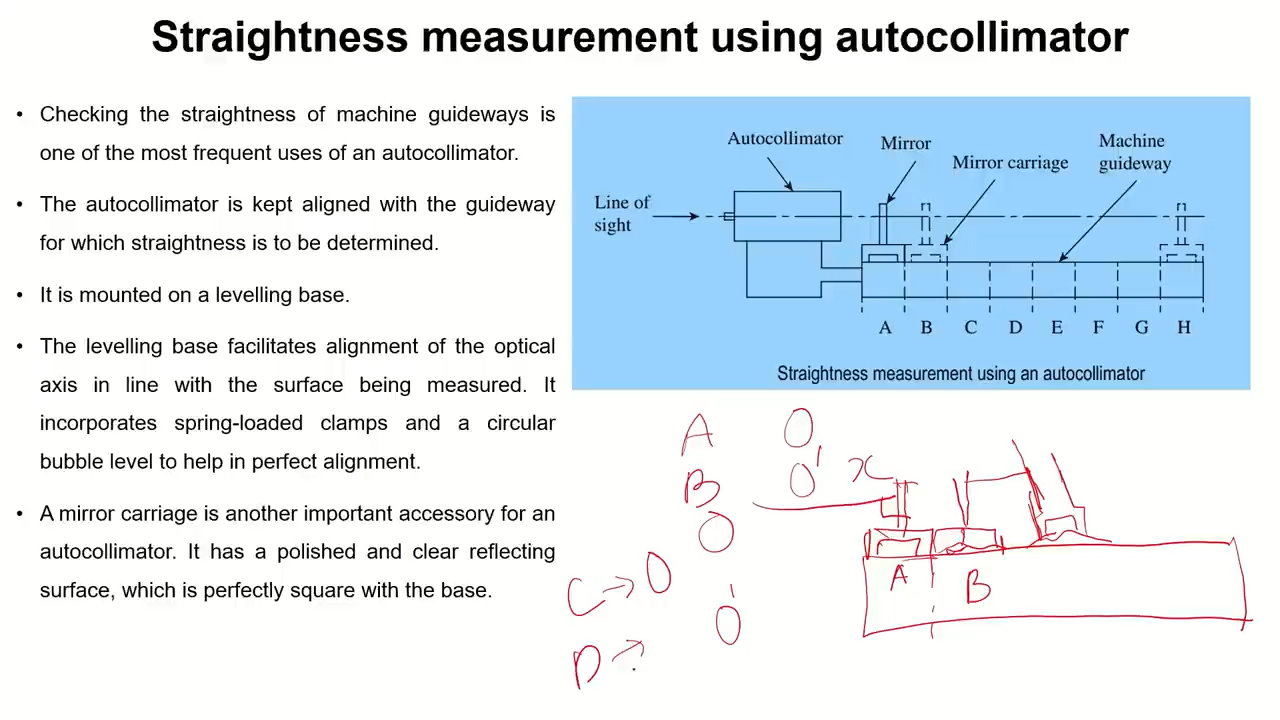 Straightness measurement using autocollimator
• Checking the straightness of machine guideways is
one of the most frequent uses of an autocollimator.
• The autocollimator is kept aligned with the guideway
for which straightness is to be determined.
• It is mounted on a levelling base.
• The levelling base facilitates alignment of the optical
axis in line with the surface being measured. It
incorporates spring-loaded clamps and a circular
bubble level to help in perfect alignment.
• A mirror carriage is another important accessory for an
autocollimator. It has a polished and clear reflecting
surface, which is perfectly square with the base.
Autocollimator
Mirror
Mirror carriage
Machine
guideway
Line of
sight
A B C D E F G H
Straightness measurement using an autocollimator
A O
B O' x
O
C → O
O'
D →
A
B